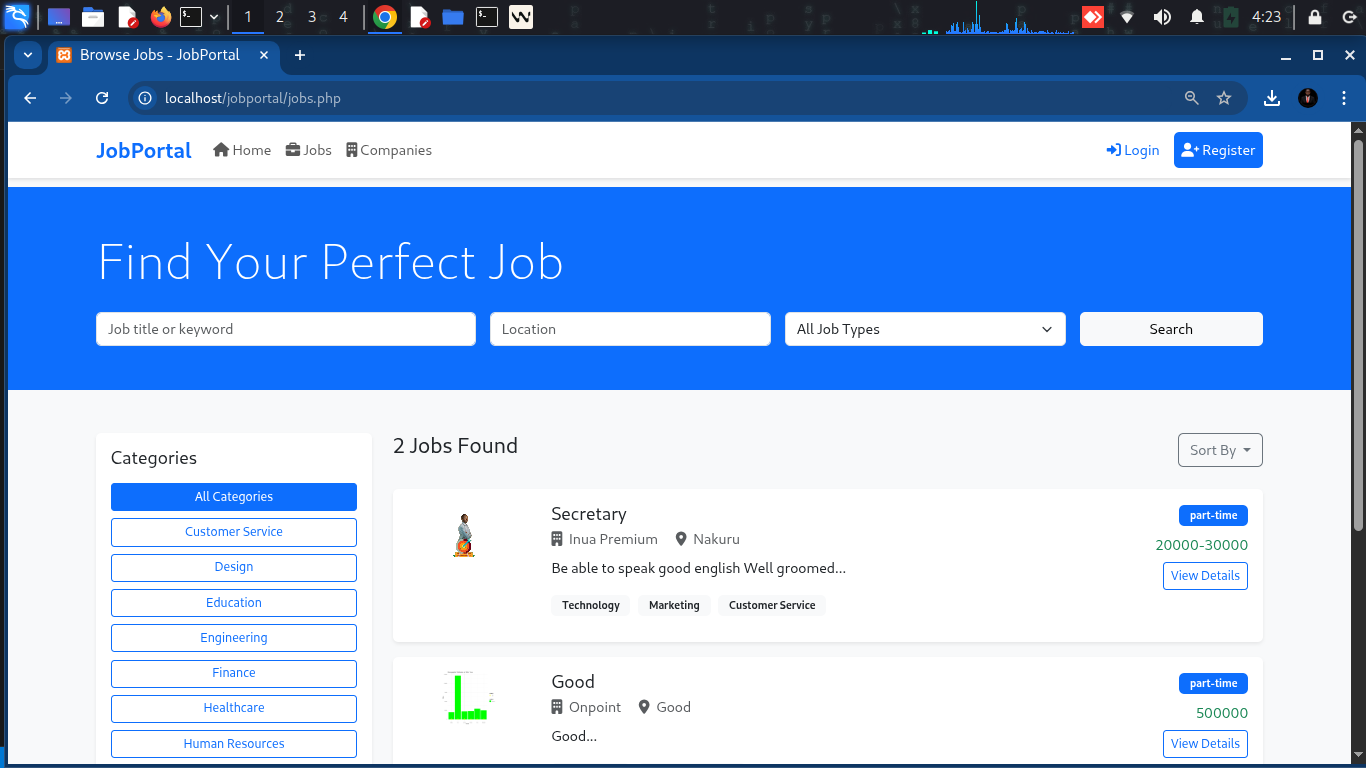 1 2 3 4
4:23
Browse Jobs - JobPortal
localhost/jobportal/jobs.php
JobPortal Home Jobs Companies Login Register
Find Your Perfect Job
Job title or keyword Location All Job Types Search
Categories
All Categories
Customer Service
Design
Education
Engineering
Finance
Healthcare
Human Resources
2 Jobs Found Sort By
Secretary part-time
Inua Premium Nakuru 20000-30000
Be able to speak good english Well groomed... View Details
Technology Marketing Customer Service
Good part-time
Onpoint Good 500000
Good... View Details